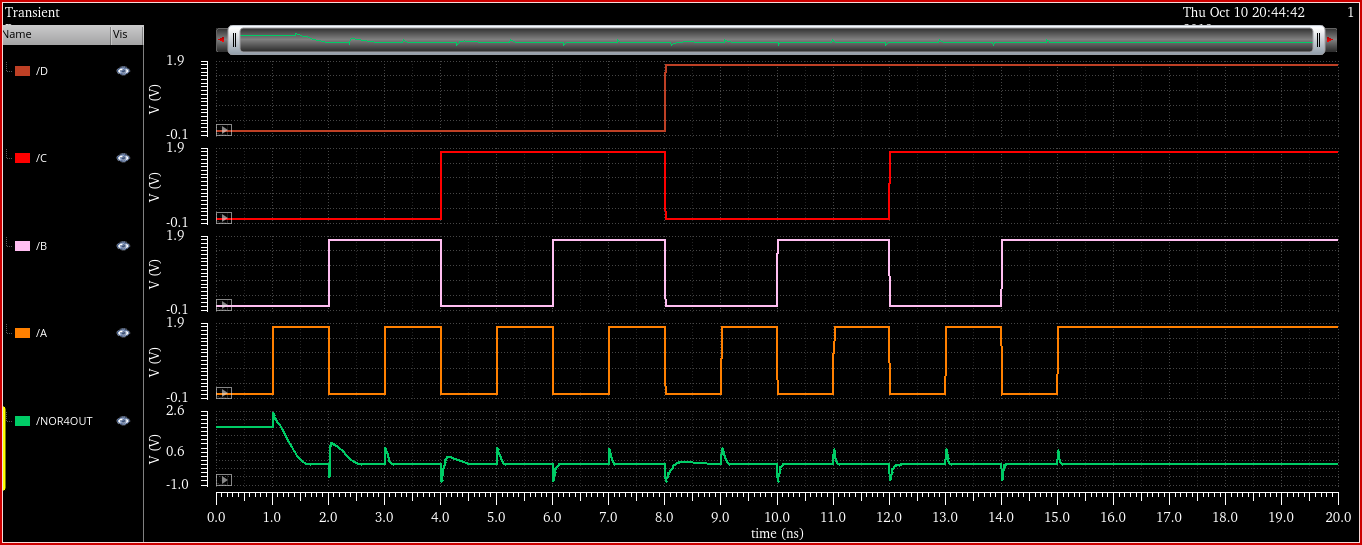 Transient
Thu Oct 10 20:44:42
1
Name Vis
/D
1.9
V (V)
-0.1
/C
1.9
V (V)
-0.1
/B
1.9
V (V)
-0.1
/A
1.9
V (V)
-0.1
/NOR4OUT
2.6
0.6
V (V)
-1.0
0.0 1.0 2.0 3.0 4.0 5.0 6.0 7.0 8.0 9.0 10.0 11.0 12.0 13.0 14.0 15.0 16.0 17.0 18.0 19.0 20.0
time (ns)